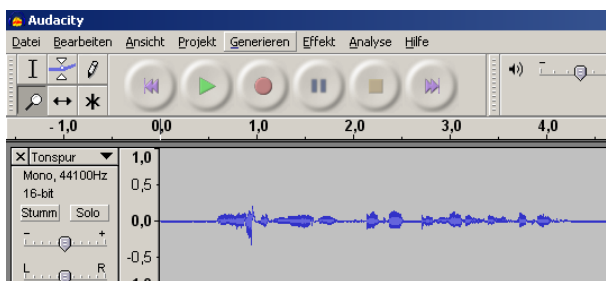 Audacity
Datei Bearbeiten Ansicht Projekt Generieren Effekt Analyse Hilfe
- 1,0 0,0 1,0 2,0 3,0 4,0
X Tonspur
1,0
Mono, 44100Hz
0,5
16-bit
Stumm Solo
0,0
- +
-0,5
L R